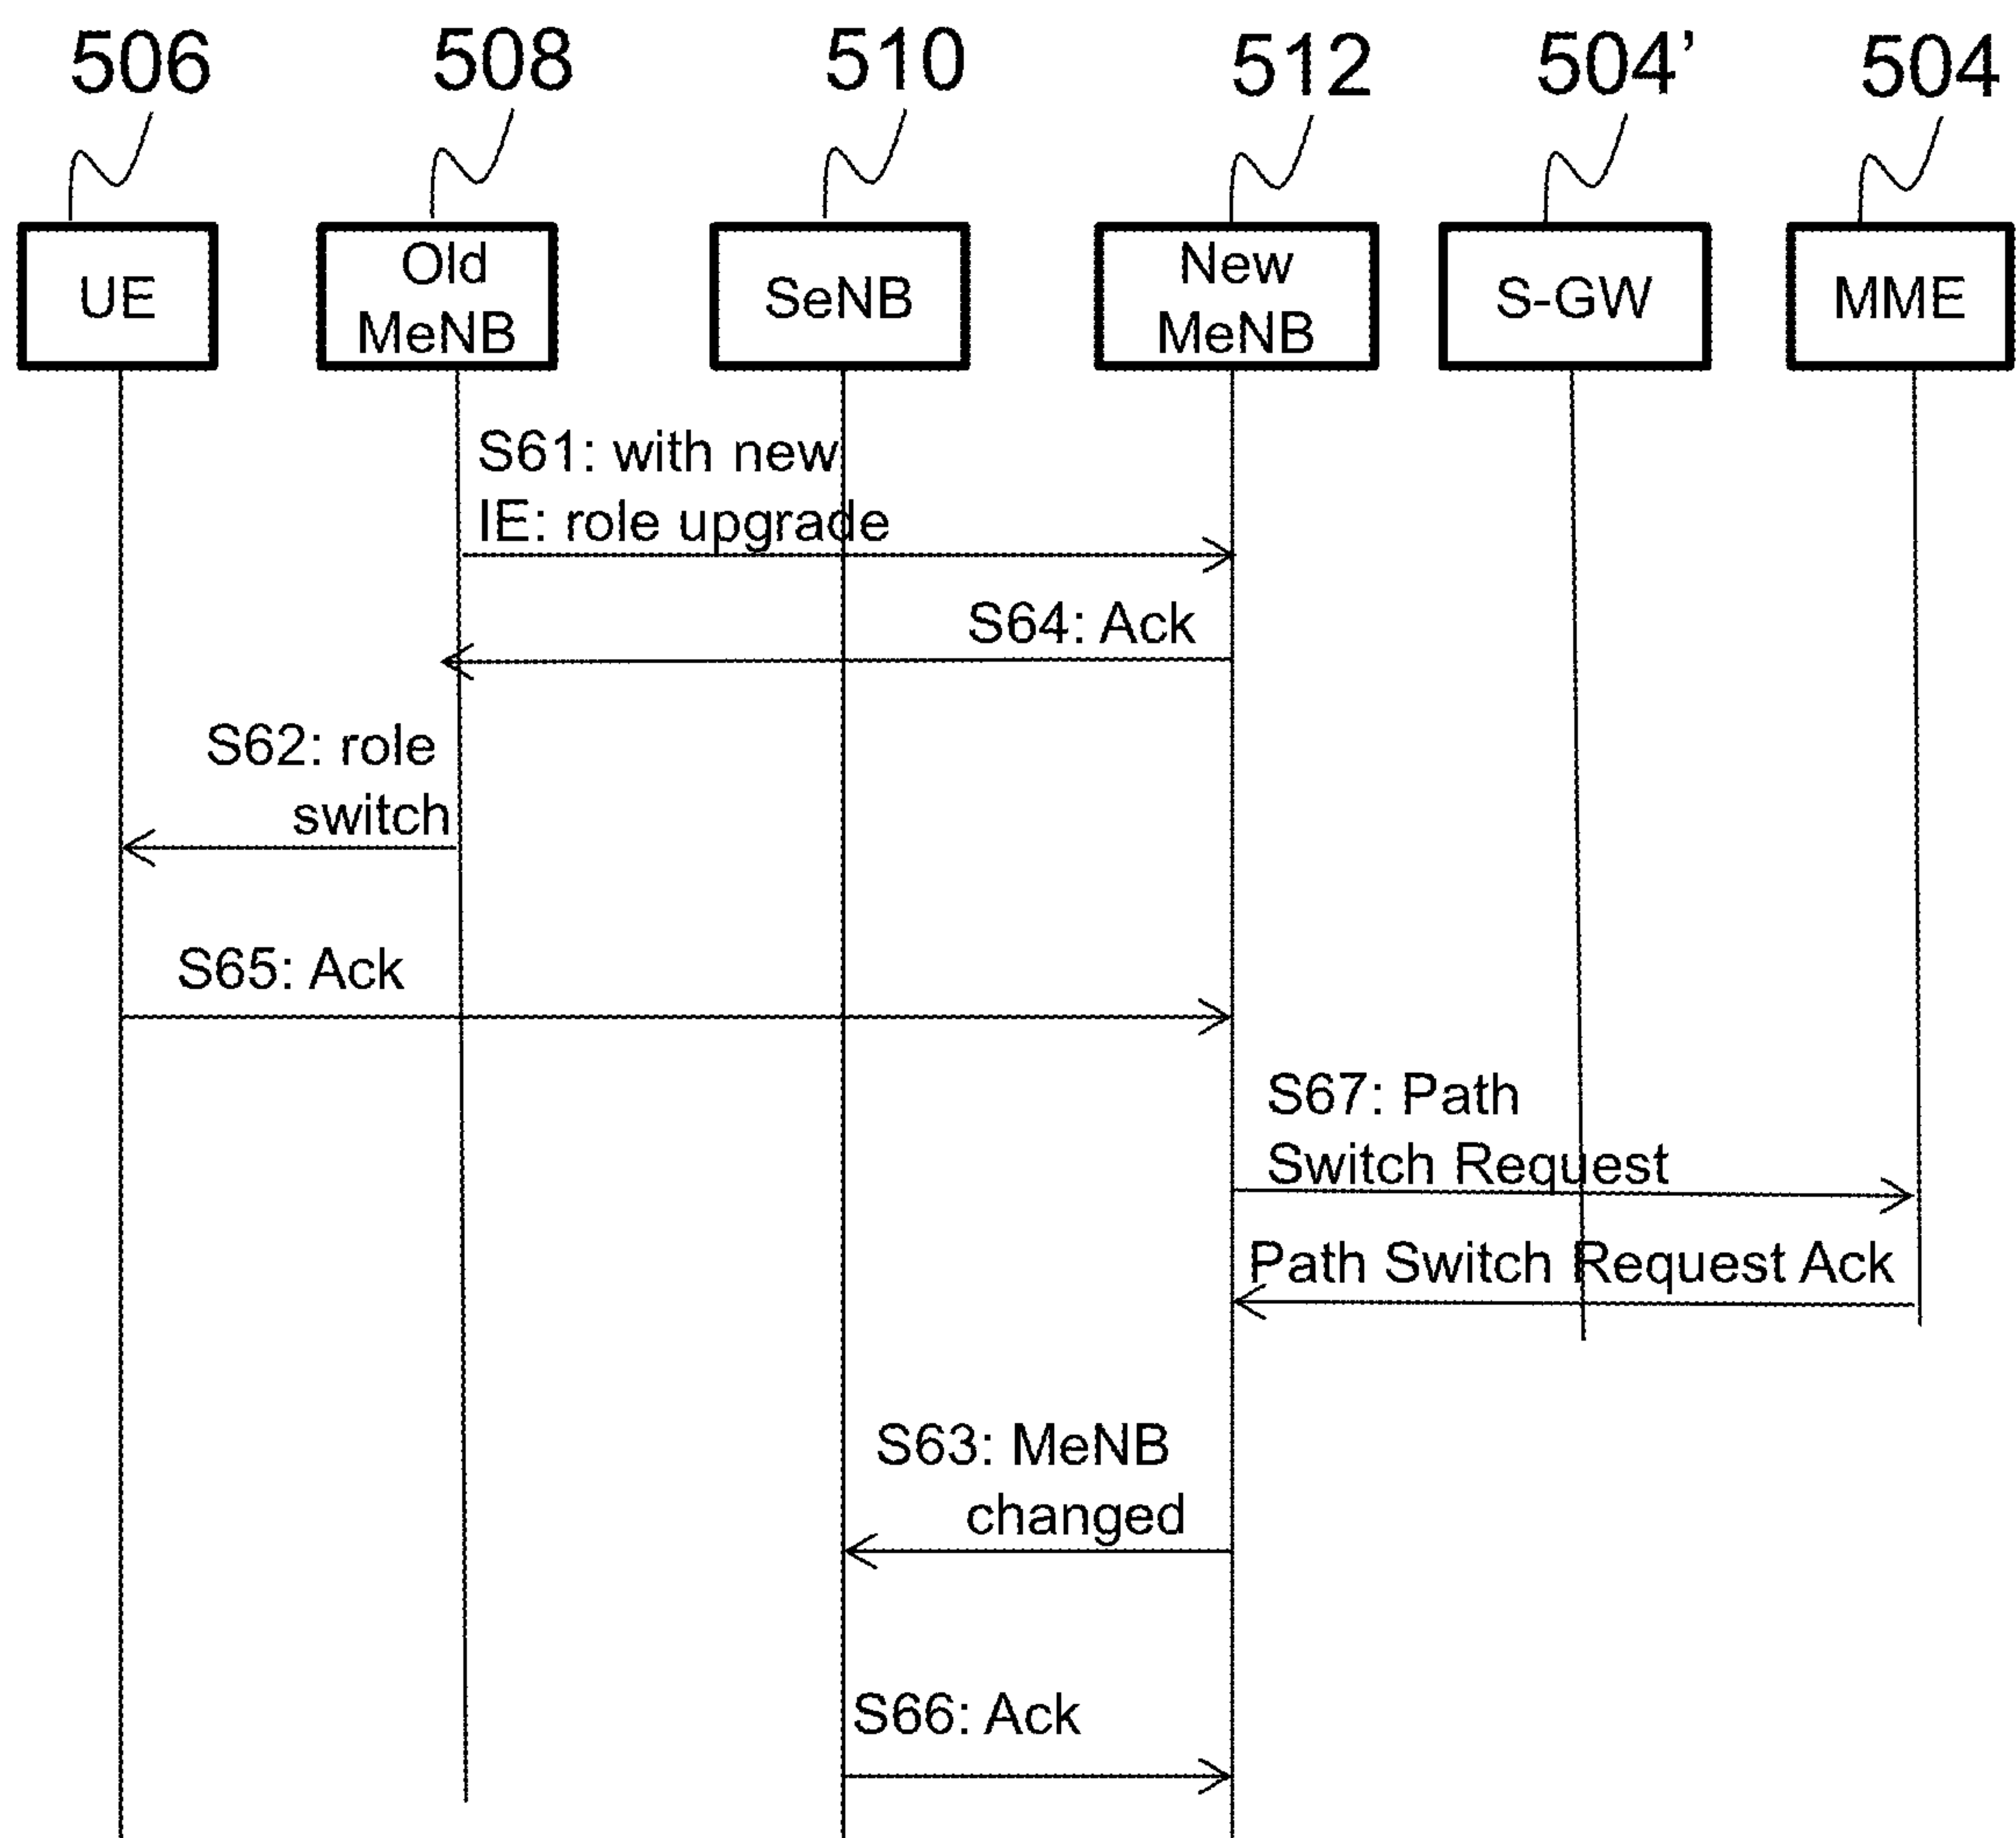 506
508
510
512
504’
504
UE
Old
MeNB
SeNB
New
MeNB
S-GW
MME
S61: with new
IE: role upgrade
S64: Ack
S62: role
switch
S65: Ack
S67: Path
Switch Request
Path Switch Request Ack
S63: MeNB
changed
S66: Ack